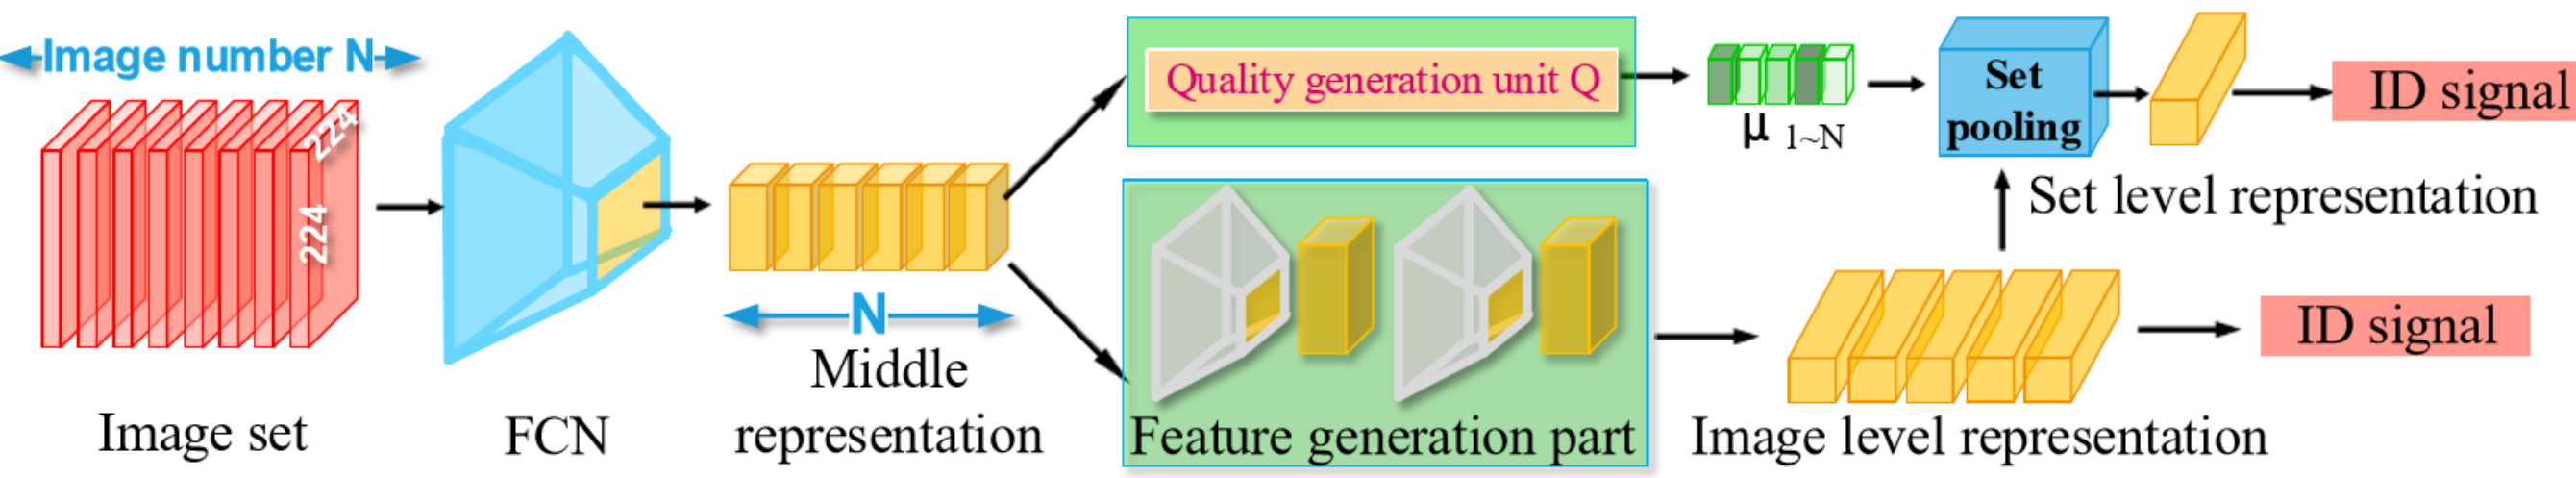 Image number N
224
224
Image set
FCN
N
Middle
representation
Quality generation unit Q
Feature generation part
μ 1~N
Set
pooling
ID signal
Set level representation
Image level representation
ID signal